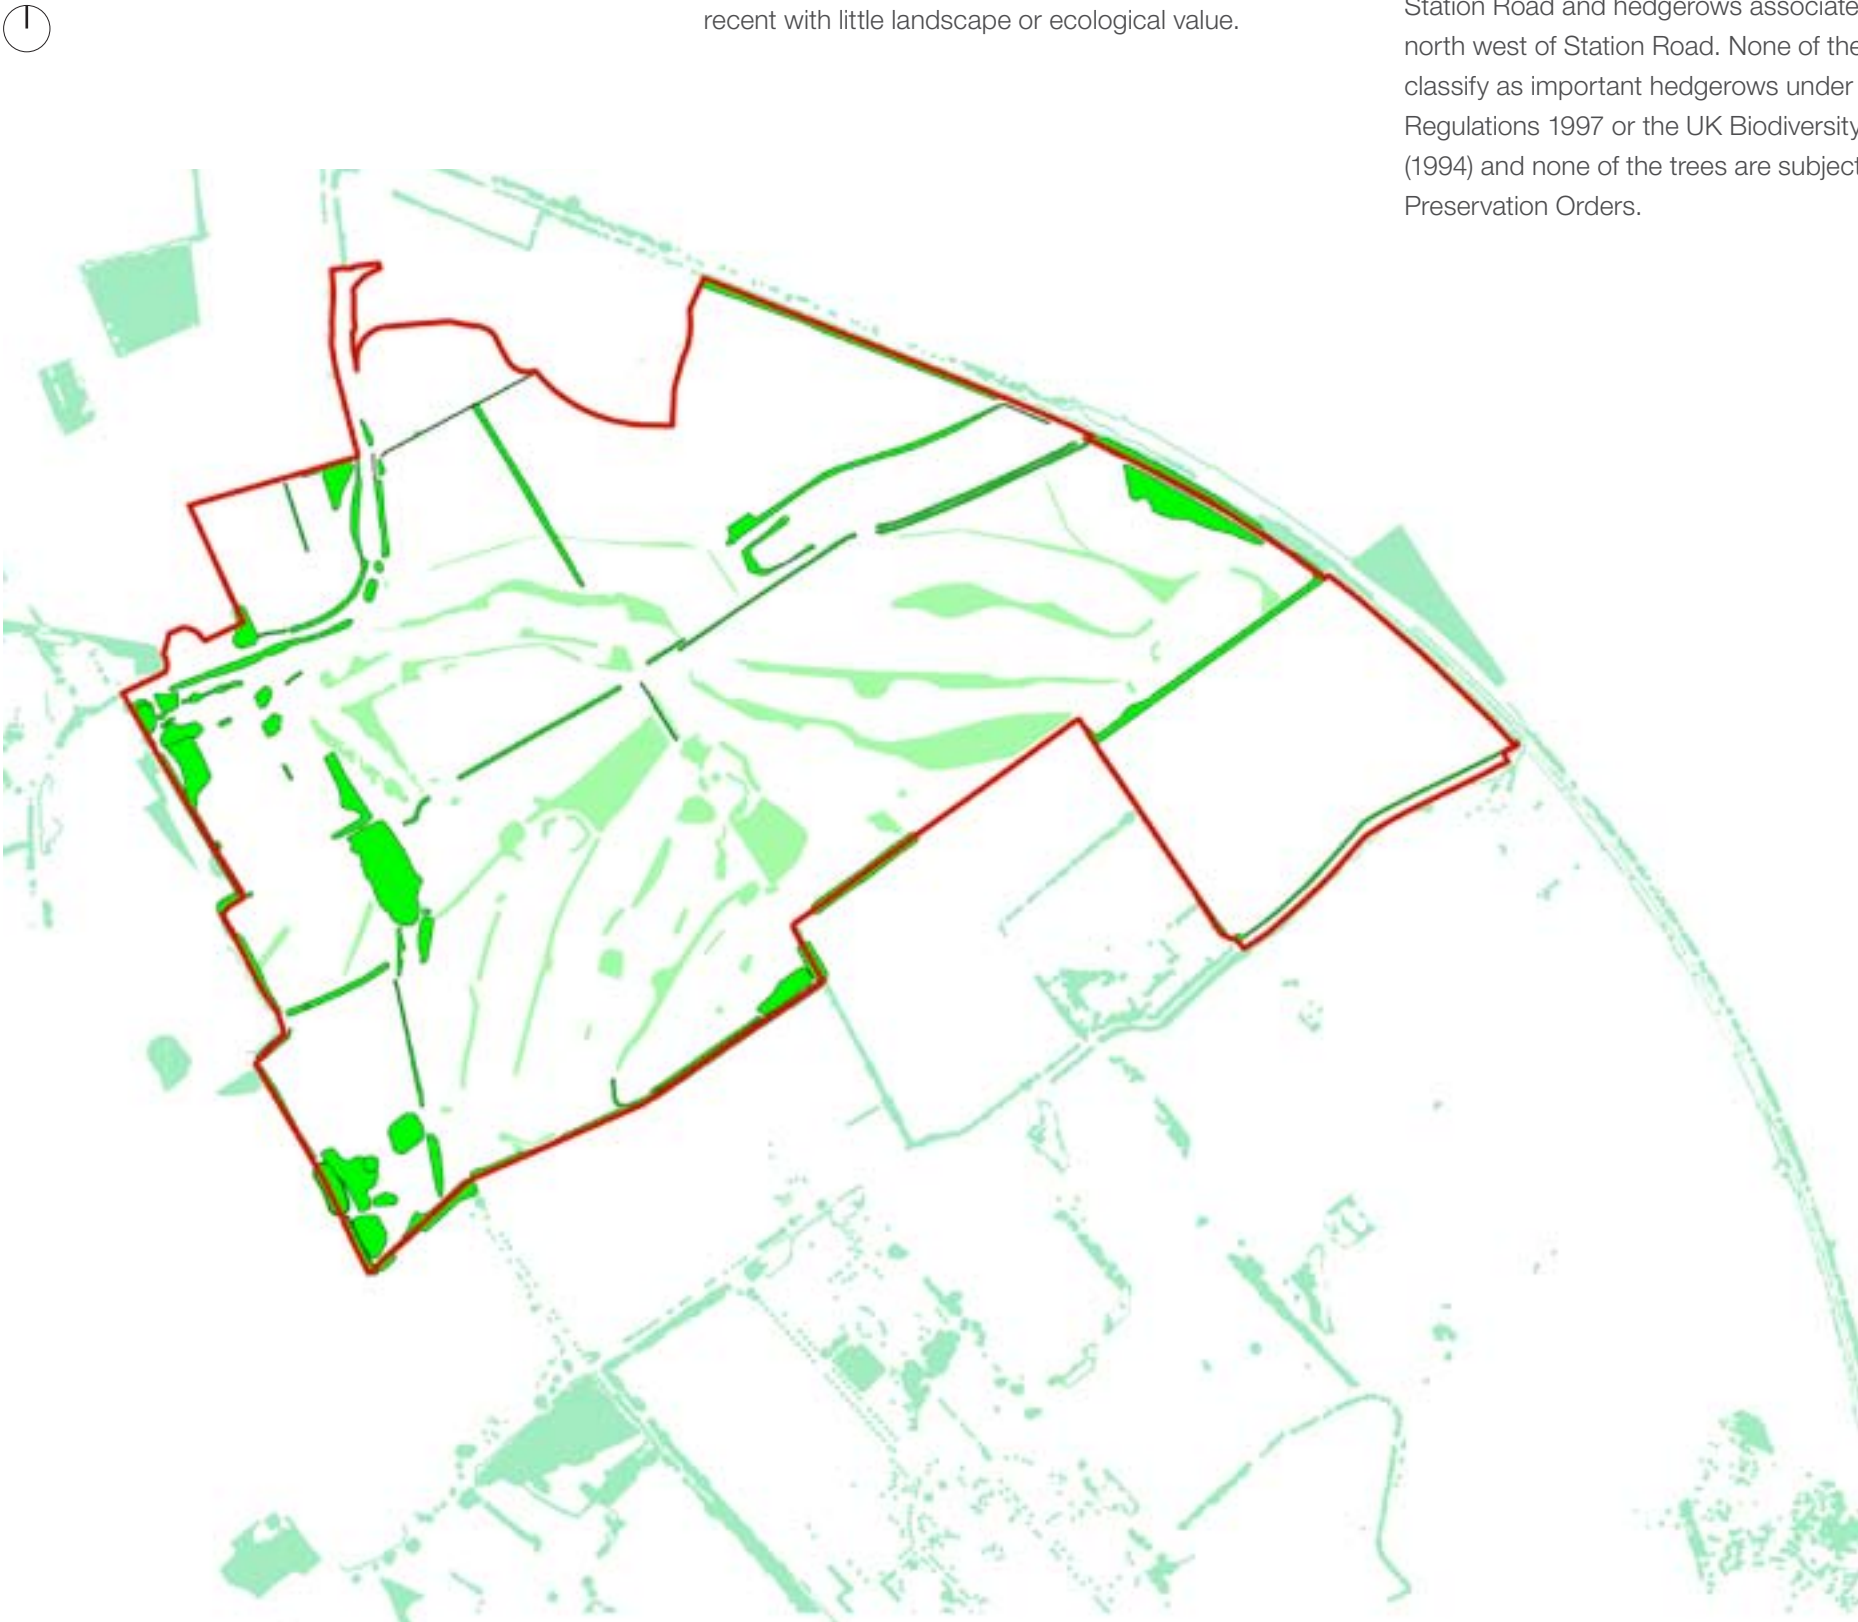 recent with little landscape or ecological value.
Station Road and hedgerows associate
north west of Station Road. None of the
classify as important hedgerows under
Regulations 1997 or the UK Biodiversity
(1994) and none of the trees are subject
Preservation Orders.